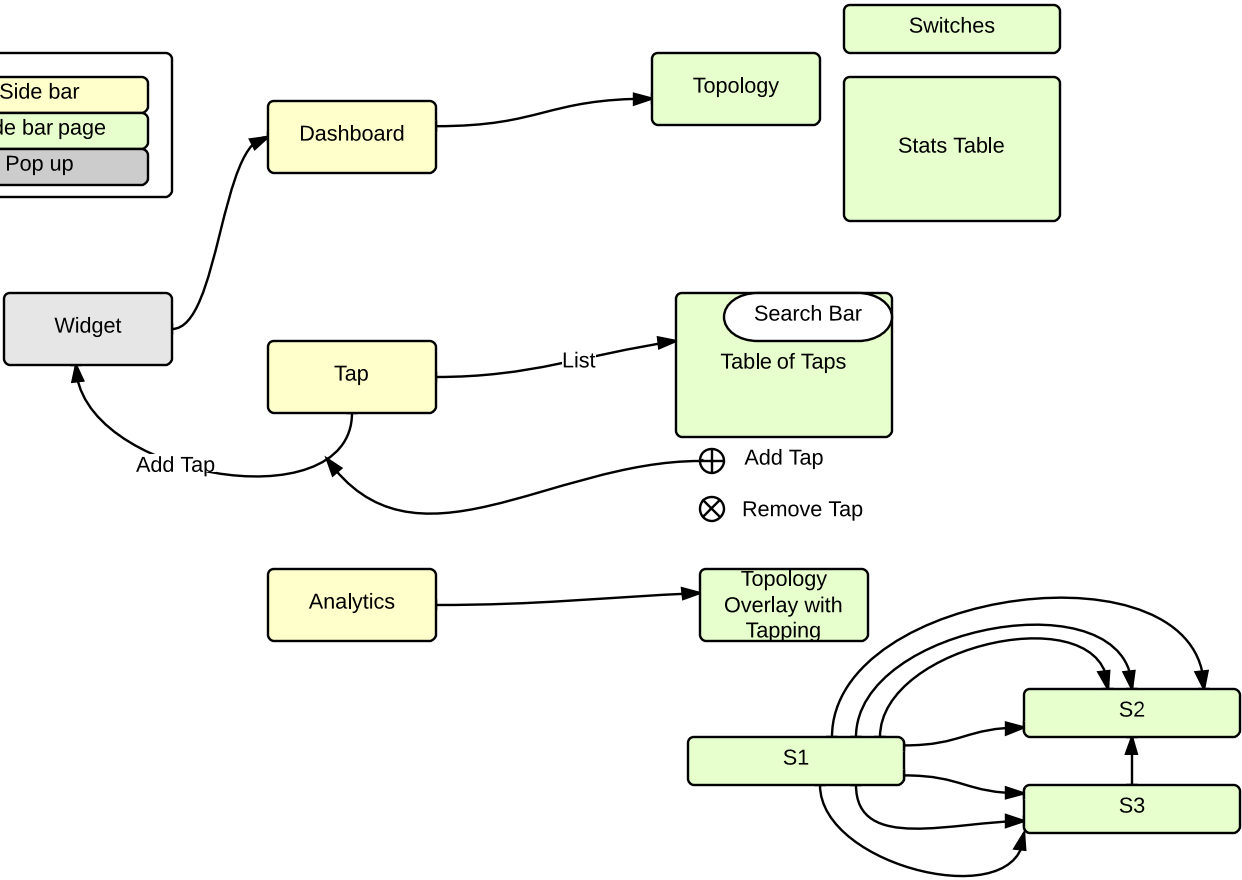 Switches
Side bar
de bar page
Pop up
Dashboard
Topology
Stats Table
Widget
Search Bar
Tap
List
Table of Taps
Add Tap
Add Tap
Remove Tap
Analytics
Topology
Overlay with
Tapping
S2
S1
S3